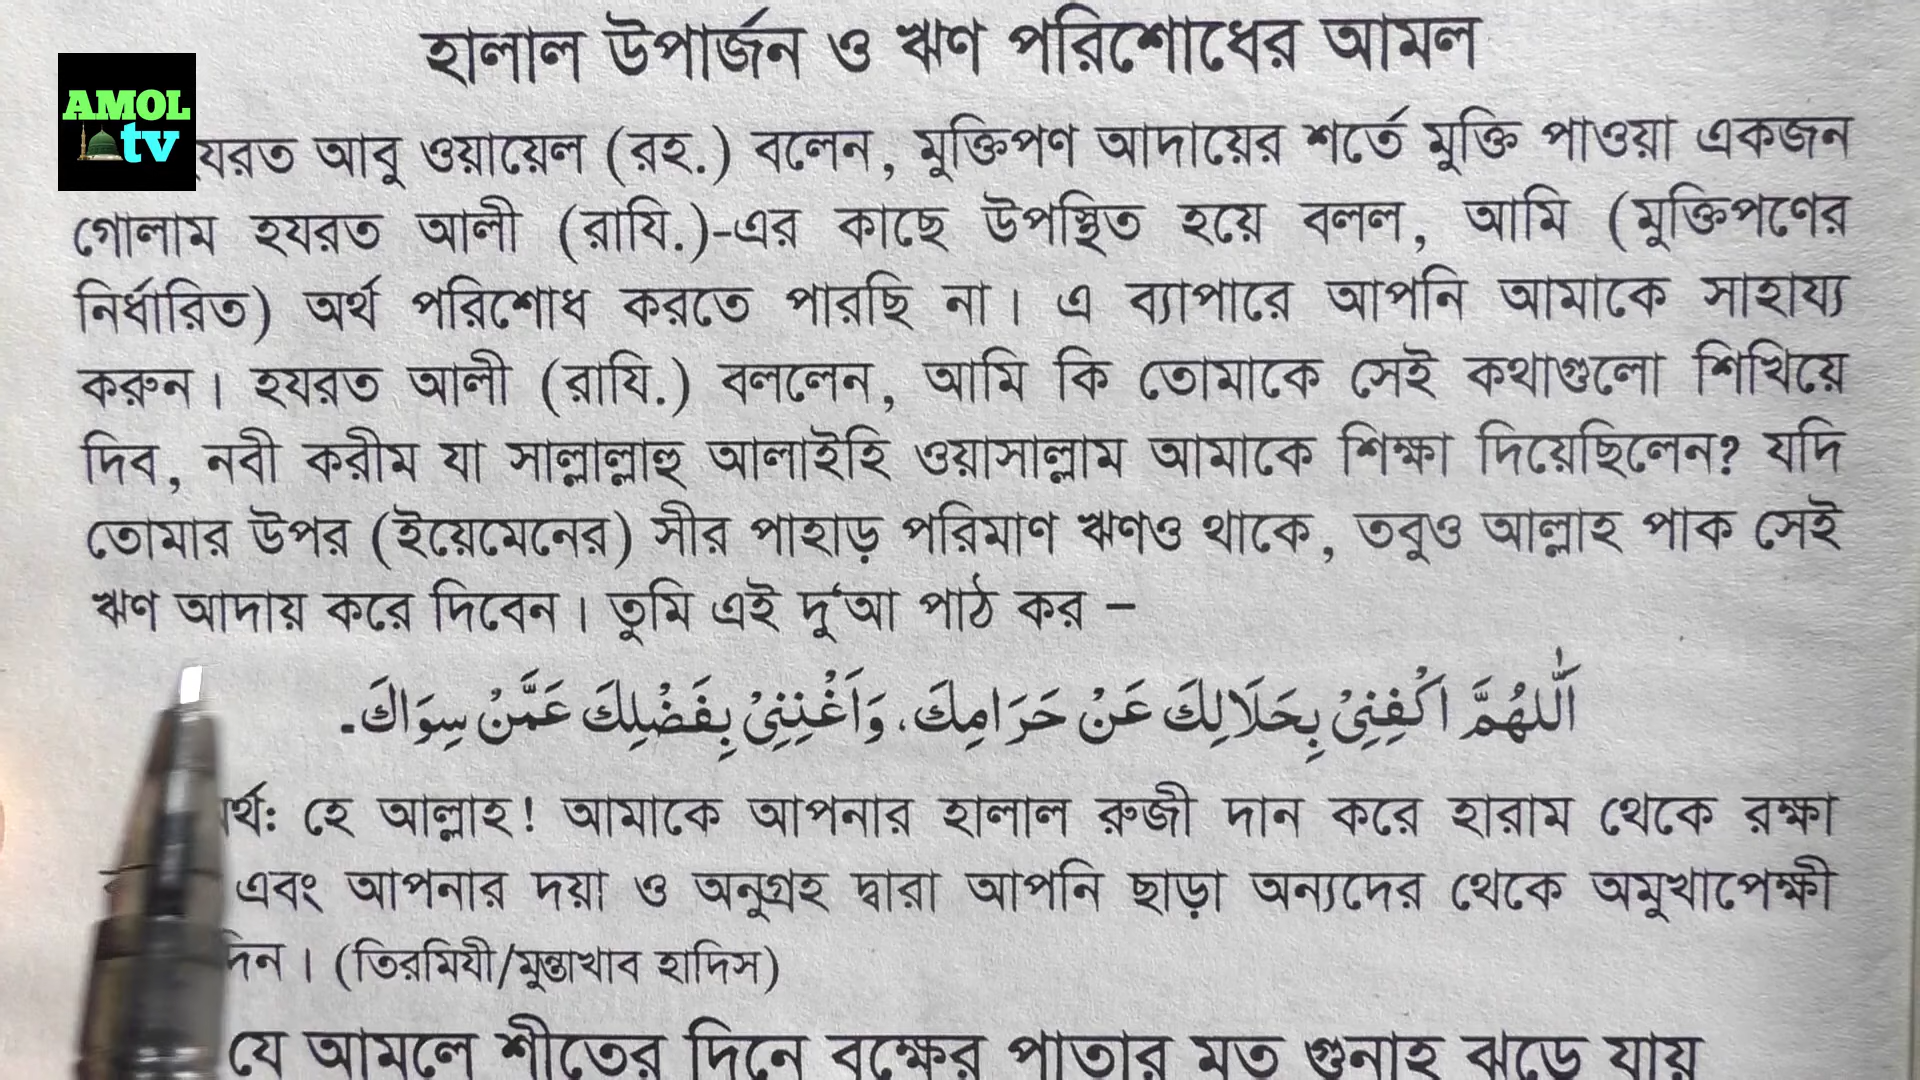 হালাল উপার্জন ও ঋণ পরিশোধের আমল
AMOL
tv
যরত আবু ওয়ায়েল (রহ.) বলেন, মুক্তিপণ আদায়ের শর্তে মুক্তি পাওয়া একজন
গোলাম হযরত আলী (রাযি.)-এর কাছে উপস্থিত হয়ে বলল, আমি (মুক্তিপণের
নির্ধারিত) অর্থ পরিশোধ করতে পারছি না। এ ব্যাপারে আপনি আমাকে সাহায্য
করুন। হযরত আলী (রাযি.) বললেন, আমি কি তোমাকে সেই কথাগুলো শিখিয়ে
দিব, নবী করীম যা সাল্লাল্লাহু আলাইহি ওয়াসাল্লাম আমাকে শিক্ষা দিয়েছিলেন? যদি
তোমার উপর (ইয়েমেনের) সীর পাহাড় পরিমাণ ঋণও থাকে, তবুও আল্লাহ পাক সেই
ঋণ আদায় করে দিবেন। তুমি এই দু‘আ পাঠ কর –
اَللّٰهُمَّ اكْفِنِىْ بِحَلَالِكَ عَنْ حَرَامِكَ، وَاَغْنِنِىْ بِفَضْلِكَ عَمَّنْ سِوَاكَ۔
র্থ: হে আল্লাহ! আমাকে আপনার হালাল রুজী দান করে হারাম থেকে রক্ষা
এবং আপনার দয়া ও অনুগ্রহ দ্বারা আপনি ছাড়া অন্যদের থেকে অমুখাপেক্ষী
দিন। (তিরমিযী/মুন্তাখাব হাদিস)
যে আমলে শীতের দিনে বক্ষের পাতার মত গুনাহ ঝড়ে যায়